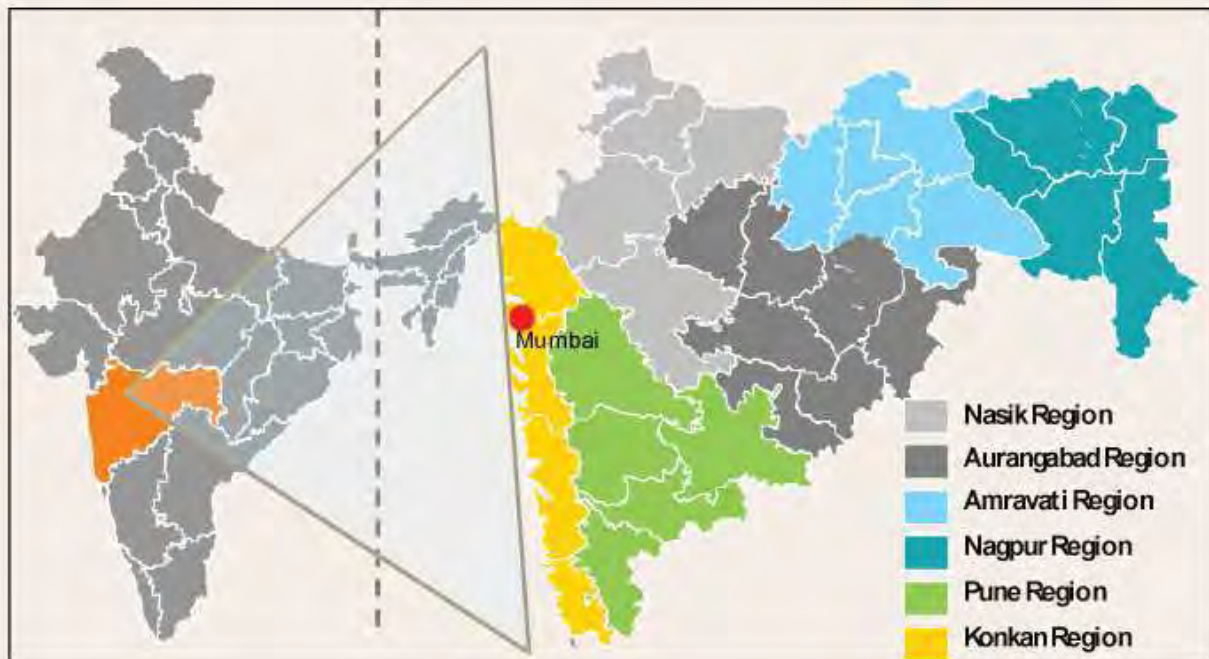 Mumbai
Nasik Region
Aurangabad Region
Amravati Region
Nagpur Region
Pune Region
Konkan Region